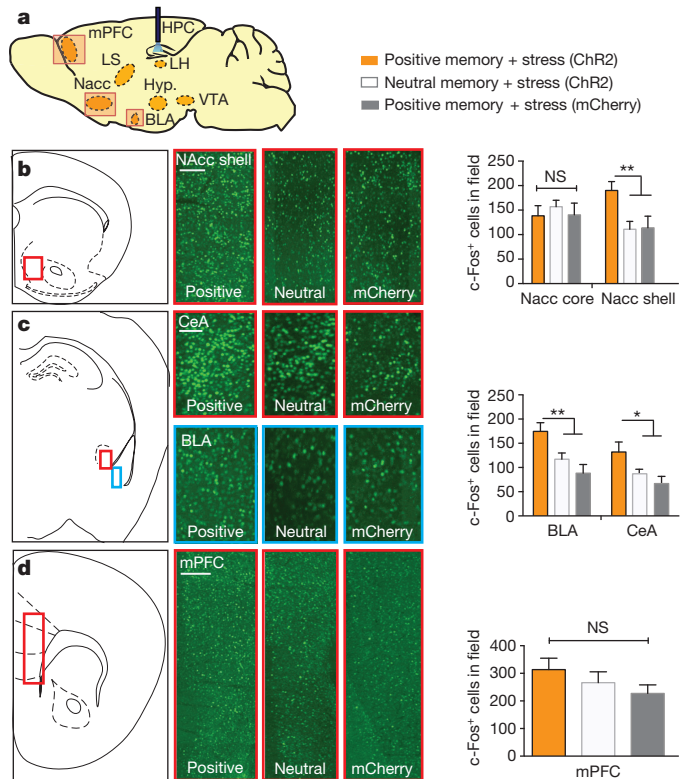 a
mPFC
HPC
LS
LH
Nacc
Hyp.
VTA
BLA
Positive memory + stress (ChR2)
Neutral memory + stress (ChR2)
Positive memory + stress (mCherry)
b
NAcc shell
Positive
Neutral
mCherry
c-Fos+ cells in field
250
200
150
100
50
0
NS
**
Nacc core
Nacc shell
c
CeA
Positive
Neutral
mCherry
BLA
Positive
Neutral
mCherry
c-Fos+ cells in field
250
200
150
100
50
0
**
*
BLA
CeA
d
mPFC
Positive
Neutral
mCherry
c-Fos+ cells in field
400
300
200
100
0
NS
mPFC